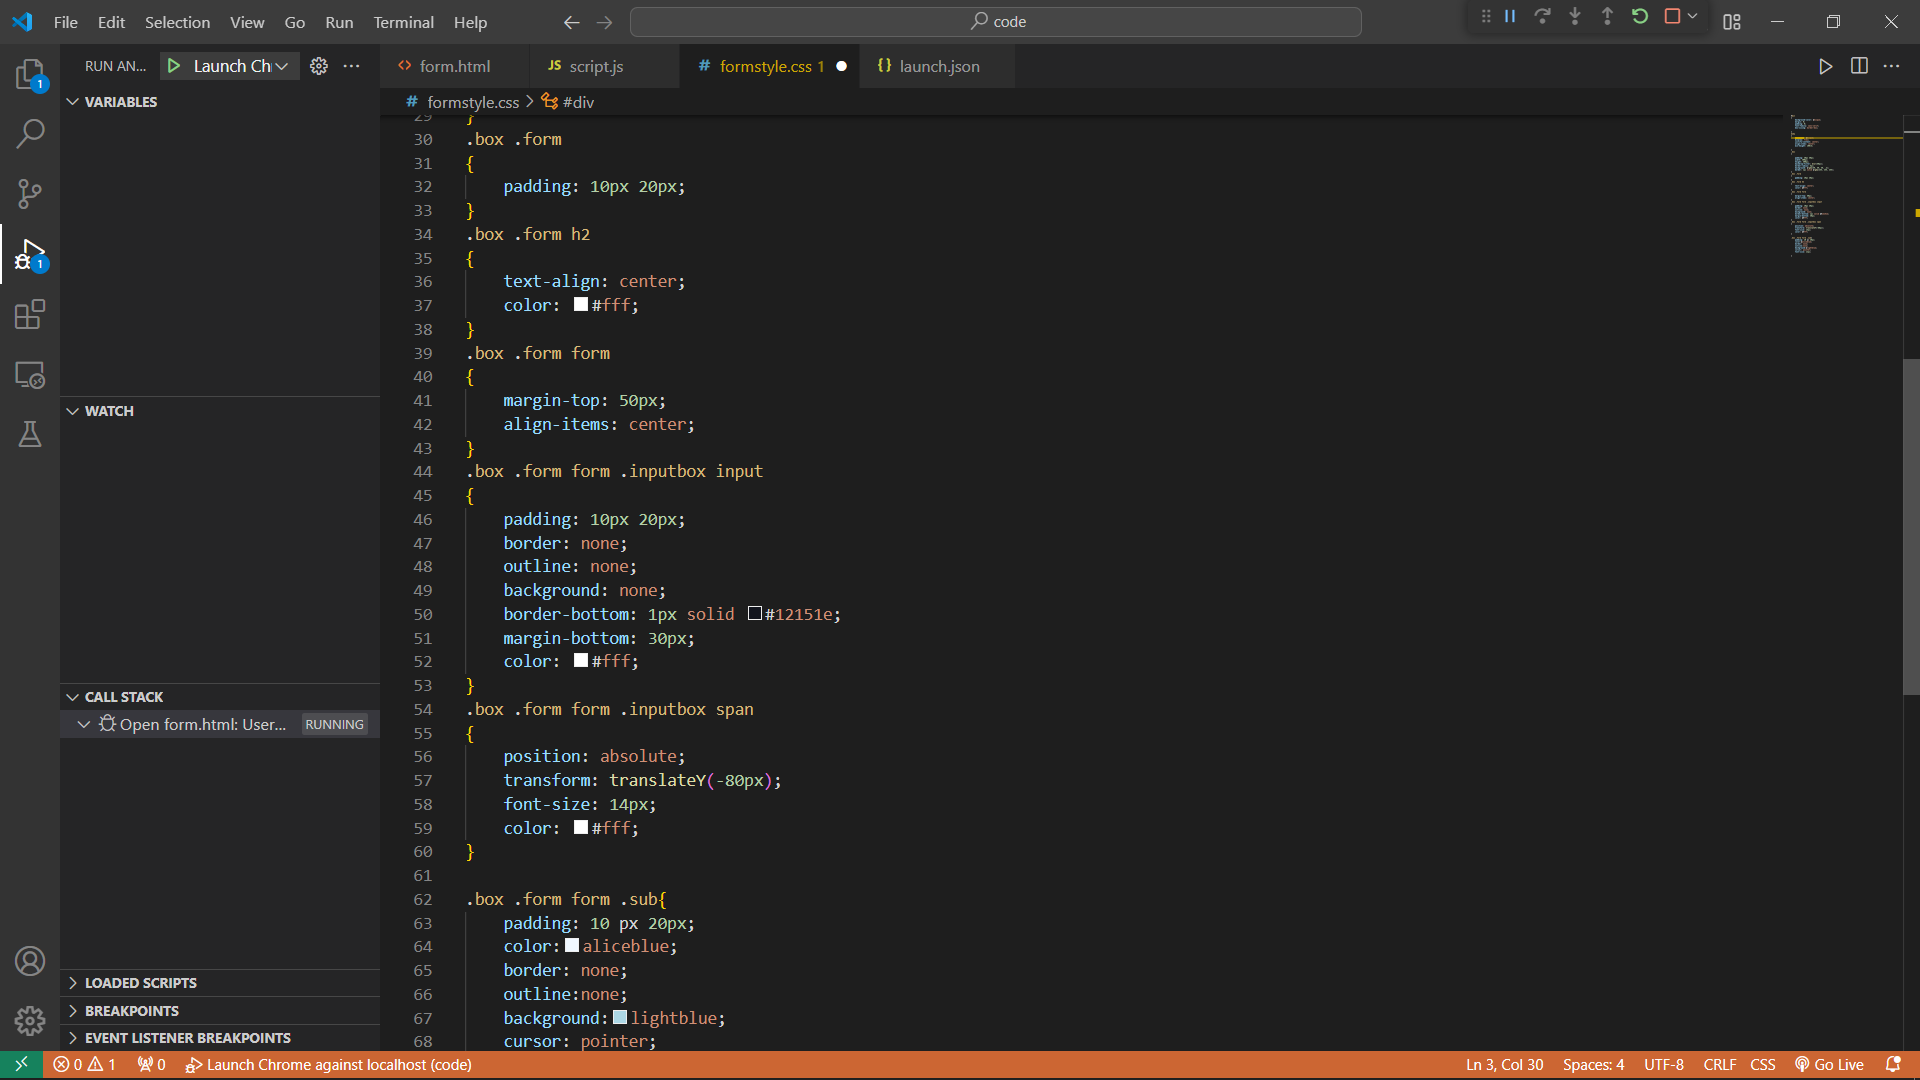 File Edit Selection View Go Run Terminal Help
code
RUN AN... Launch Ch
form.html
JS script.js
# formstyle.css 1
{} launch.json
# formstyle.css > #div
VARIABLES
WATCH
CALL STACK
Open form.html: User... RUNNING
LOADED SCRIPTS
BREAKPOINTS
EVENT LISTENER BREAKPOINTS
1
1
29 }
30 .box .form
31 {
32 padding: 10px 20px;
33 }
34 .box .form h2
35 {
36 text-align: center;
37 color: #fff;
38 }
39 .box .form form
40 {
41 margin-top: 50px;
42 align-items: center;
43 }
44 .box .form form .inputbox input
45 {
46 padding: 10px 20px;
47 border: none;
48 outline: none;
49 background: none;
50 border-bottom: 1px solid #12151e;
51 margin-bottom: 30px;
52 color: #fff;
53 }
54 .box .form form .inputbox span
55 {
56 position: absolute;
57 transform: translateY(-80px);
58 font-size: 14px;
59 color: #fff;
60 }
61
62 .box .form form .sub{
63 padding: 10 px 20px;
64 color:aliceblue;
65 border: none;
66 outline:none;
67 background:lightblue;
68 cursor: pointer;
0 1 0 Launch Chrome against localhost (code)
Ln 3, Col 30 Spaces: 4 UTF-8 CRLF CSS Go Live